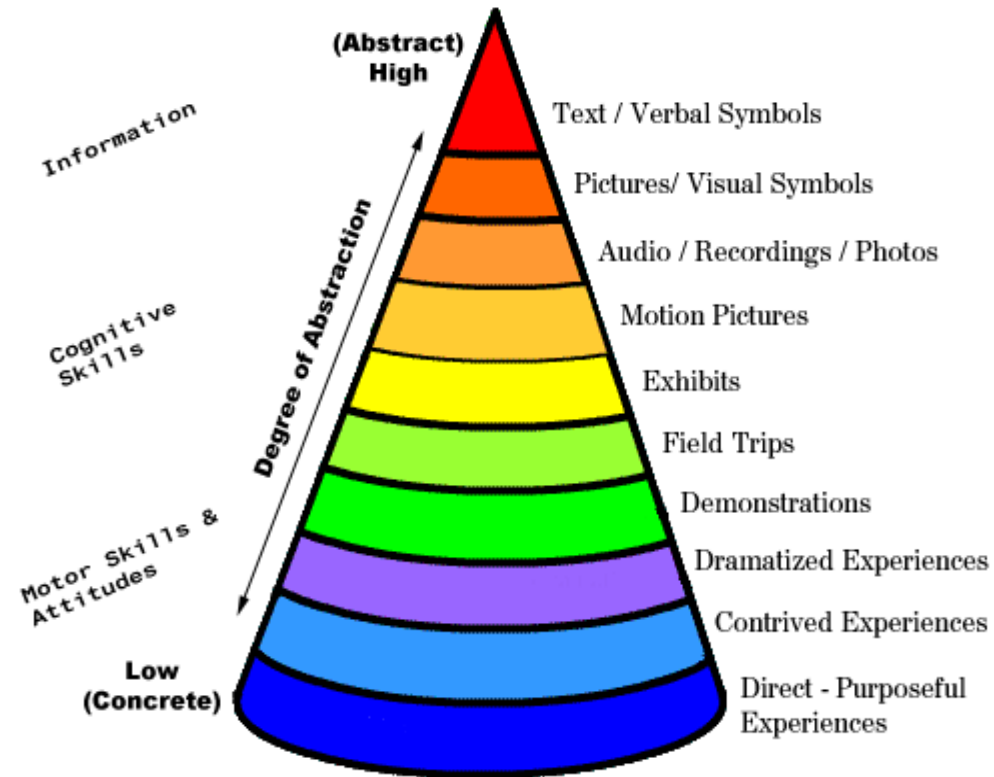 (Abstract)
High
Information
Text / Verbal Symbols
Pictures/ Visual Symbols
Audio / Recordings / Photos
Degree of Abstraction
Cognitive
Skills
Motion Pictures
Exhibits
Field Trips
Demonstrations
Motor Skills &
Attitudes
Dramatized Experiences
Contrived Experiences
Low
(Concrete)
Direct - Purposeful
Experiences